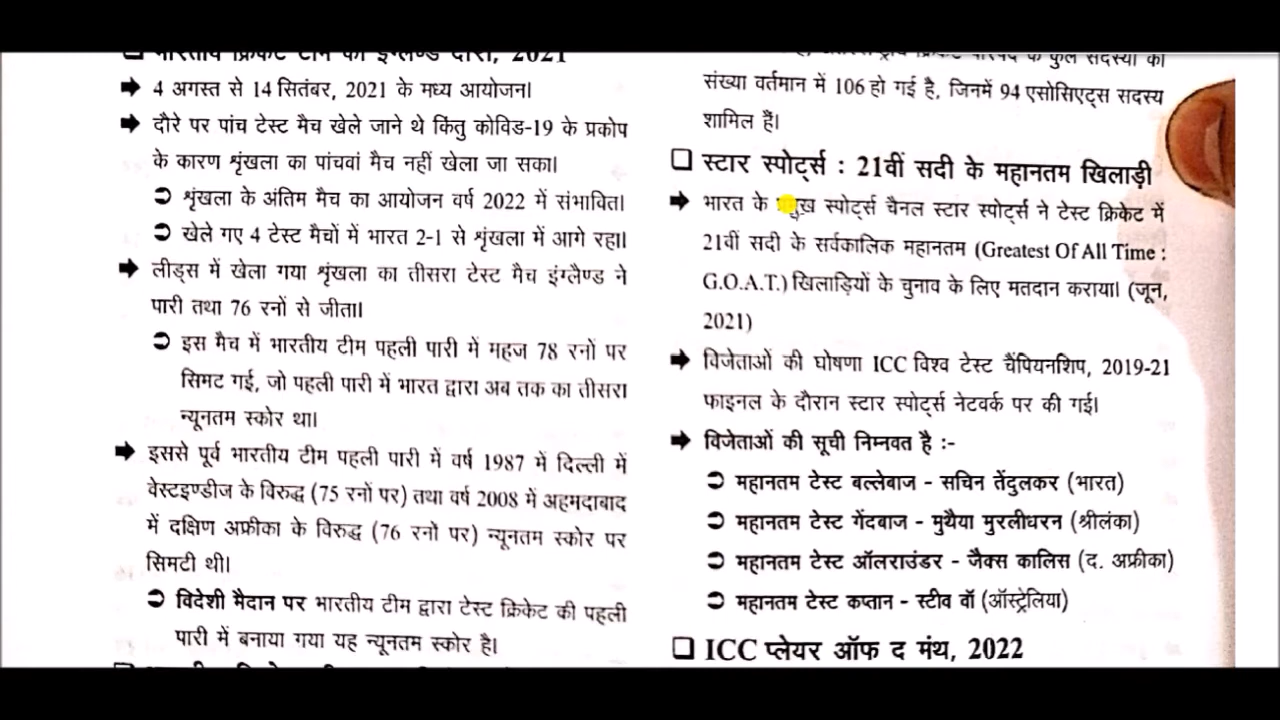 भारतीय क्रिकेट टीम का इंग्लैण्ड दौरा, 2021
➡ 4 अगस्त से 14 सितंबर, 2021 के मध्य आयोजन।
➡ दौरे पर पांच टेस्ट मैच खेले जाने थे किंतु कोविड-19 के प्रकोप
के कारण शृंखला का पांचवां मैच नहीं खेला जा सका।
➲ शृंखला के अंतिम मैच का आयोजन वर्ष 2022 में संभावित।
➲ खेले गए 4 टेस्ट मैचों में भारत 2-1 से शृंखला में आगे रहा।
➡ लीड्स में खेला गया शृंखला का तीसरा टेस्ट मैच इंग्लैण्ड ने
पारी तथा 76 रनों से जीता।
➲ इस मैच में भारतीय टीम पहली पारी में महज 78 रनों पर
सिमट गई, जो पहली पारी में भारत द्वारा अब तक का तीसरा
न्यूनतम स्कोर था।
➡ इससे पूर्व भारतीय टीम पहली पारी में वर्ष 1987 में दिल्ली में
वेस्टइण्डीज के विरुद्ध (75 रनों पर) तथा वर्ष 2008 में अहमदाबाद
में दक्षिण अफ्रीका के विरुद्ध (76 रनों पर) न्यूनतम स्कोर पर
सिमटी थी।
➲ विदेशी मैदान पर भारतीय टीम द्वारा टेस्ट क्रिकेट की पहली
पारी में बनाया गया यह न्यूनतम स्कोर है।
क्रिकेट परिषद के कुल सदस्यों की
संख्या वर्तमान में 106 हो गई है, जिनमें 94 एसोसिएट्स सदस्य
शामिल हैं।
❑ स्टार स्पोर्ट्स : 21वीं सदी के महानतम खिलाड़ी
➡ भारत के प्रमुख स्पोर्ट्स चैनल स्टार स्पोर्ट्स ने टेस्ट क्रिकेट में
21वीं सदी के सर्वकालिक महानतम (Greatest Of All Time :
G.O.A.T.) खिलाड़ियों के चुनाव के लिए मतदान कराया। (जून,
2021)
➡ विजेताओं की घोषणा ICC विश्व टेस्ट चैंपियनशिप, 2019-21
फाइनल के दौरान स्टार स्पोर्ट्स नेटवर्क पर की गई।
➡ विजेताओं की सूची निम्नवत है :-
➲ महानतम टेस्ट बल्लेबाज - सचिन तेंदुलकर (भारत)
➲ महानतम टेस्ट गेंदबाज - मुथैया मुरलीधरन (श्रीलंका)
➲ महानतम टेस्ट ऑलराउंडर - जैक्स कालिस (द. अफ्रीका)
➲ महानतम टेस्ट कप्तान - स्टीव वॉ (ऑस्ट्रेलिया)
❑ ICC प्लेयर ऑफ द मंथ, 2022